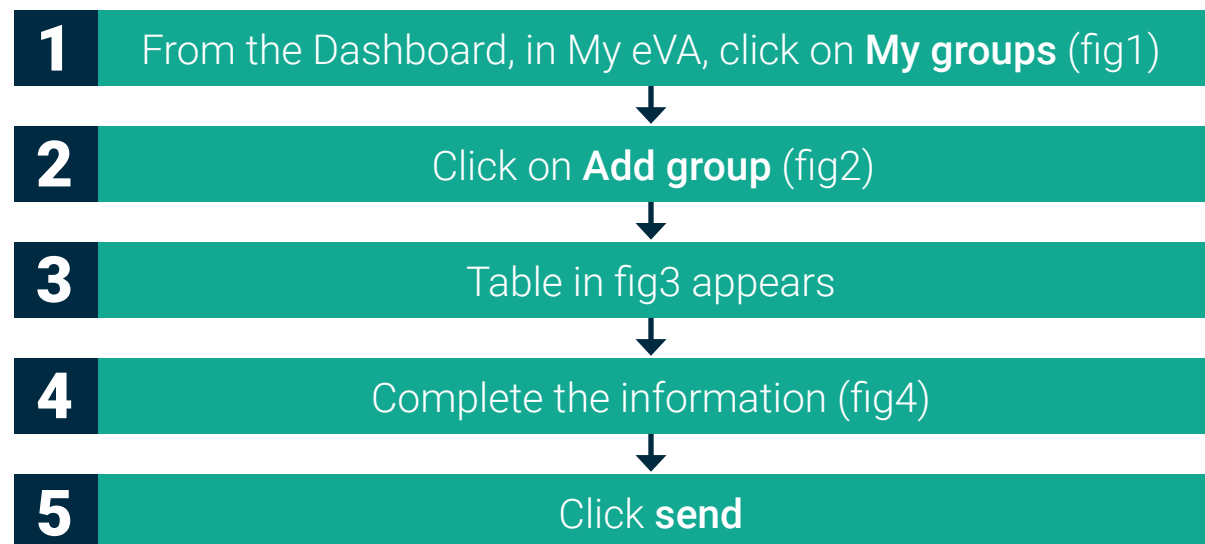 1 From the Dashboard, in My eVA, click on My groups (fig1)
2 Click on Add group (fig2)
3 Table in fig3 appears
4 Complete the information (fig4)
5 Click send